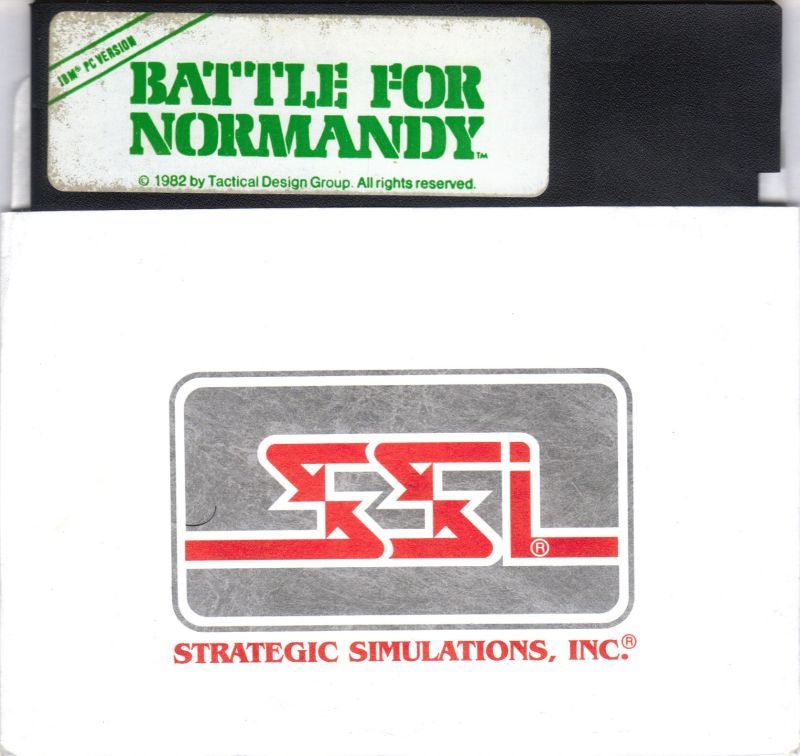 IBM® PC VERSION
BATTLE FOR
NORMANDY™
© 1982 by Tactical Design Group. All rights reserved.
SSI®
STRATEGIC SIMULATIONS, INC.®